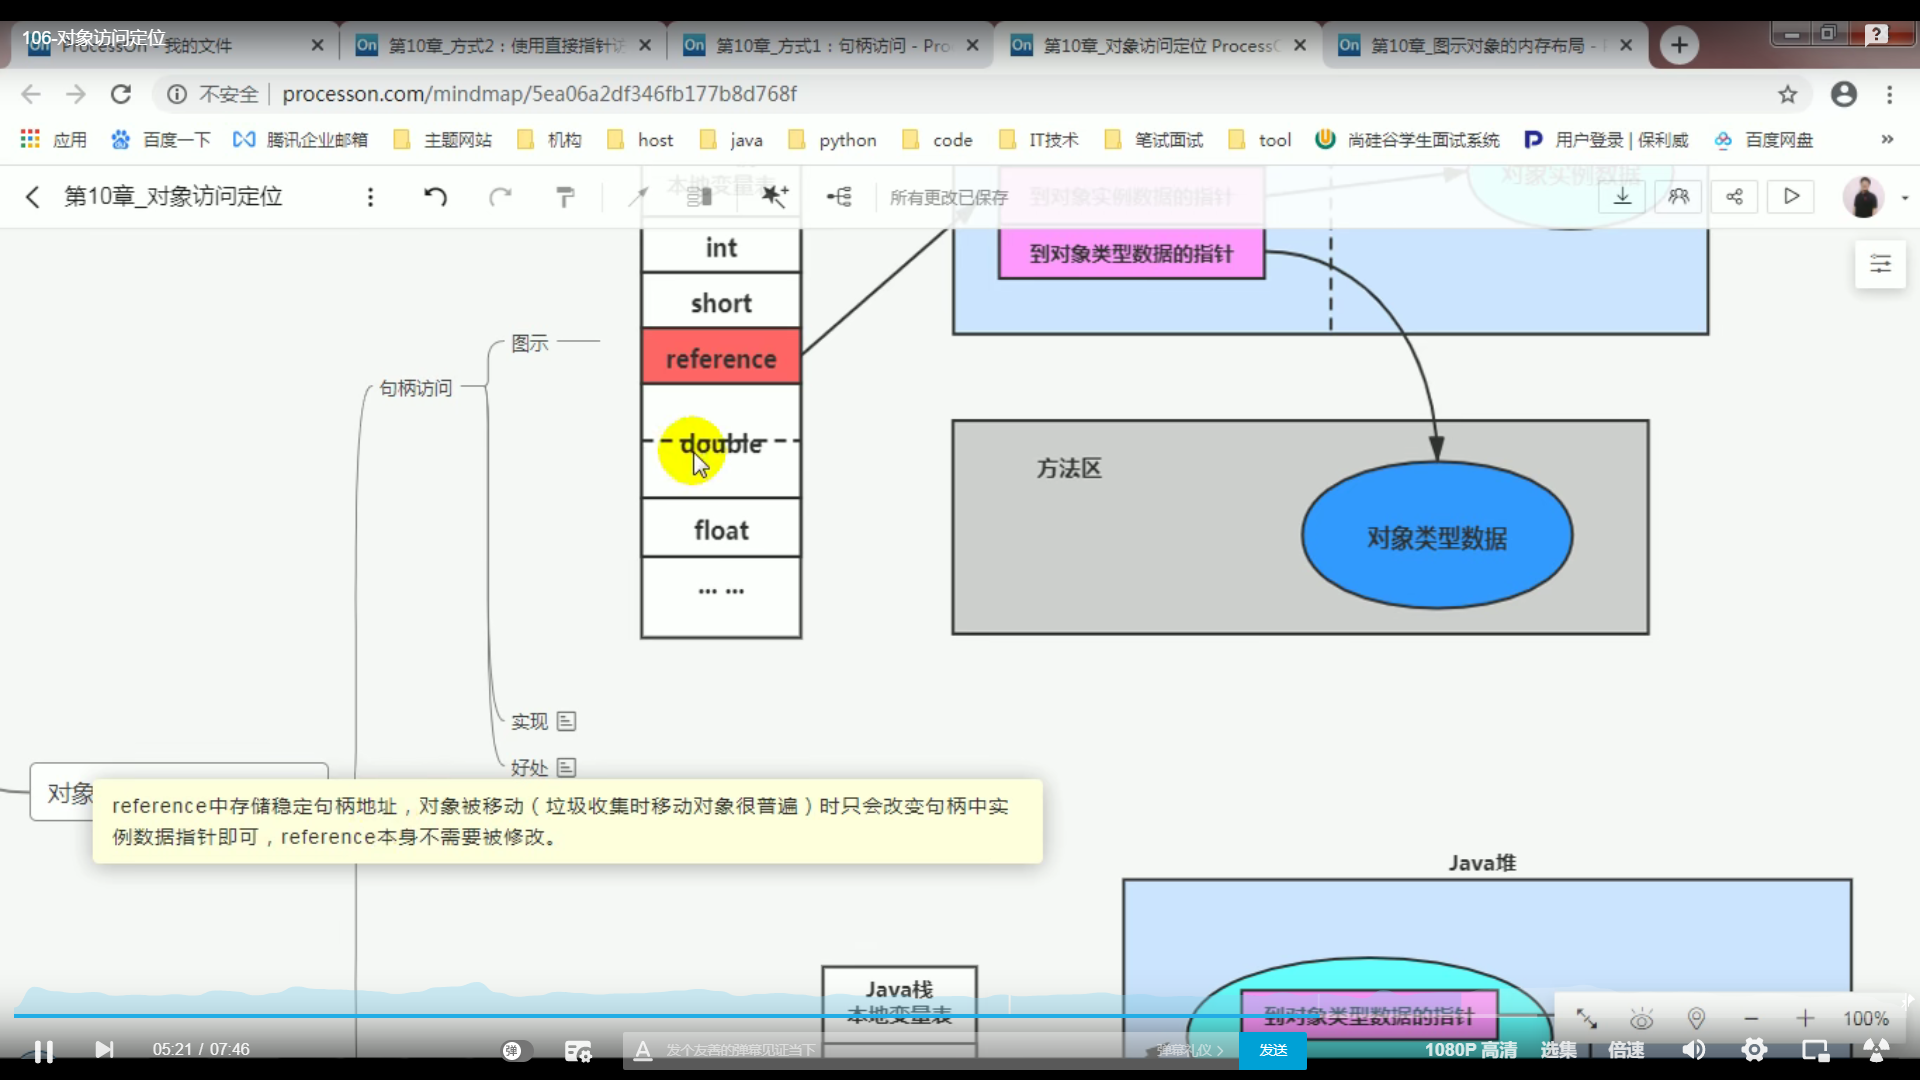 106-对象访问定位
我的文件
第10章_方式2：使用直接指针访
第10章_方式1：句柄访问 - Pro
第10章_对象访问定位 Process
第10章_图示对象的内存布局 -
不安全
processon.com/mindmap/5ea06a2df346fb177b8d768f
应用
百度一下
腾讯企业邮箱
主题网站
机构
host
java
python
code
IT技术
笔试面试
tool
尚硅谷学生面试系统
用户登录 | 保利威
百度网盘
»
第10章_对象访问定位
所有更改已保存
本地变量表
到对象实例数据的指针
对象实例数据
int
到对象类型数据的指针
short
图示
reference
句柄访问
double
方法区
float
对象类型数据
... ...
实现
好处
对象
reference中存储稳定句柄地址，对象被移动（垃圾收集时移动对象很普遍）时只会改变句柄中实
例数据指针即可，reference本身不需要被修改。
Java堆
Java栈
本地变量表
到对象类型数据的指针
100%
05:21 / 07:46
弹
发个友善的弹幕见证当下
弹幕礼仪 >
发送
1080P 高清
选集
倍速